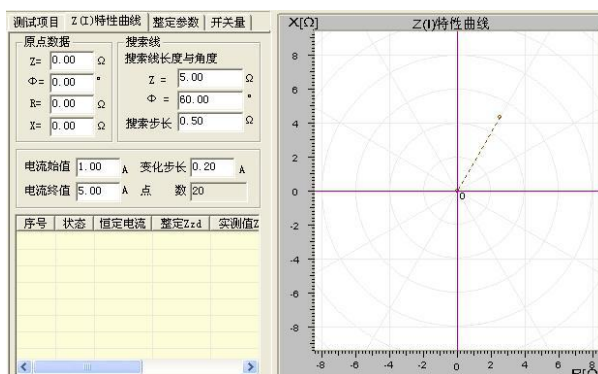 测试项目 Z(I)特性曲线 整定参数 开关量
原点数据
Z= 0.00 Ω
Φ= 0.00 °
R= 0.00 Ω
X= 0.00 Ω
搜索线
搜索线长度与角度
Z = 5.00 Ω
Φ = 60.00 °
搜索步长 0.50 Ω
电流始值 1.00 A 变化步长 0.20 A
电流终值 5.00 A 点 数 20
序号 状态 恒定电流 整定Zrd 实测值Z
X[Ω] Z(I)特性曲线
8
6
4
2
0
0
-2
-4
-6
-8
-8 -6 -4 -2 0 2 4 6 8
R[Ω]